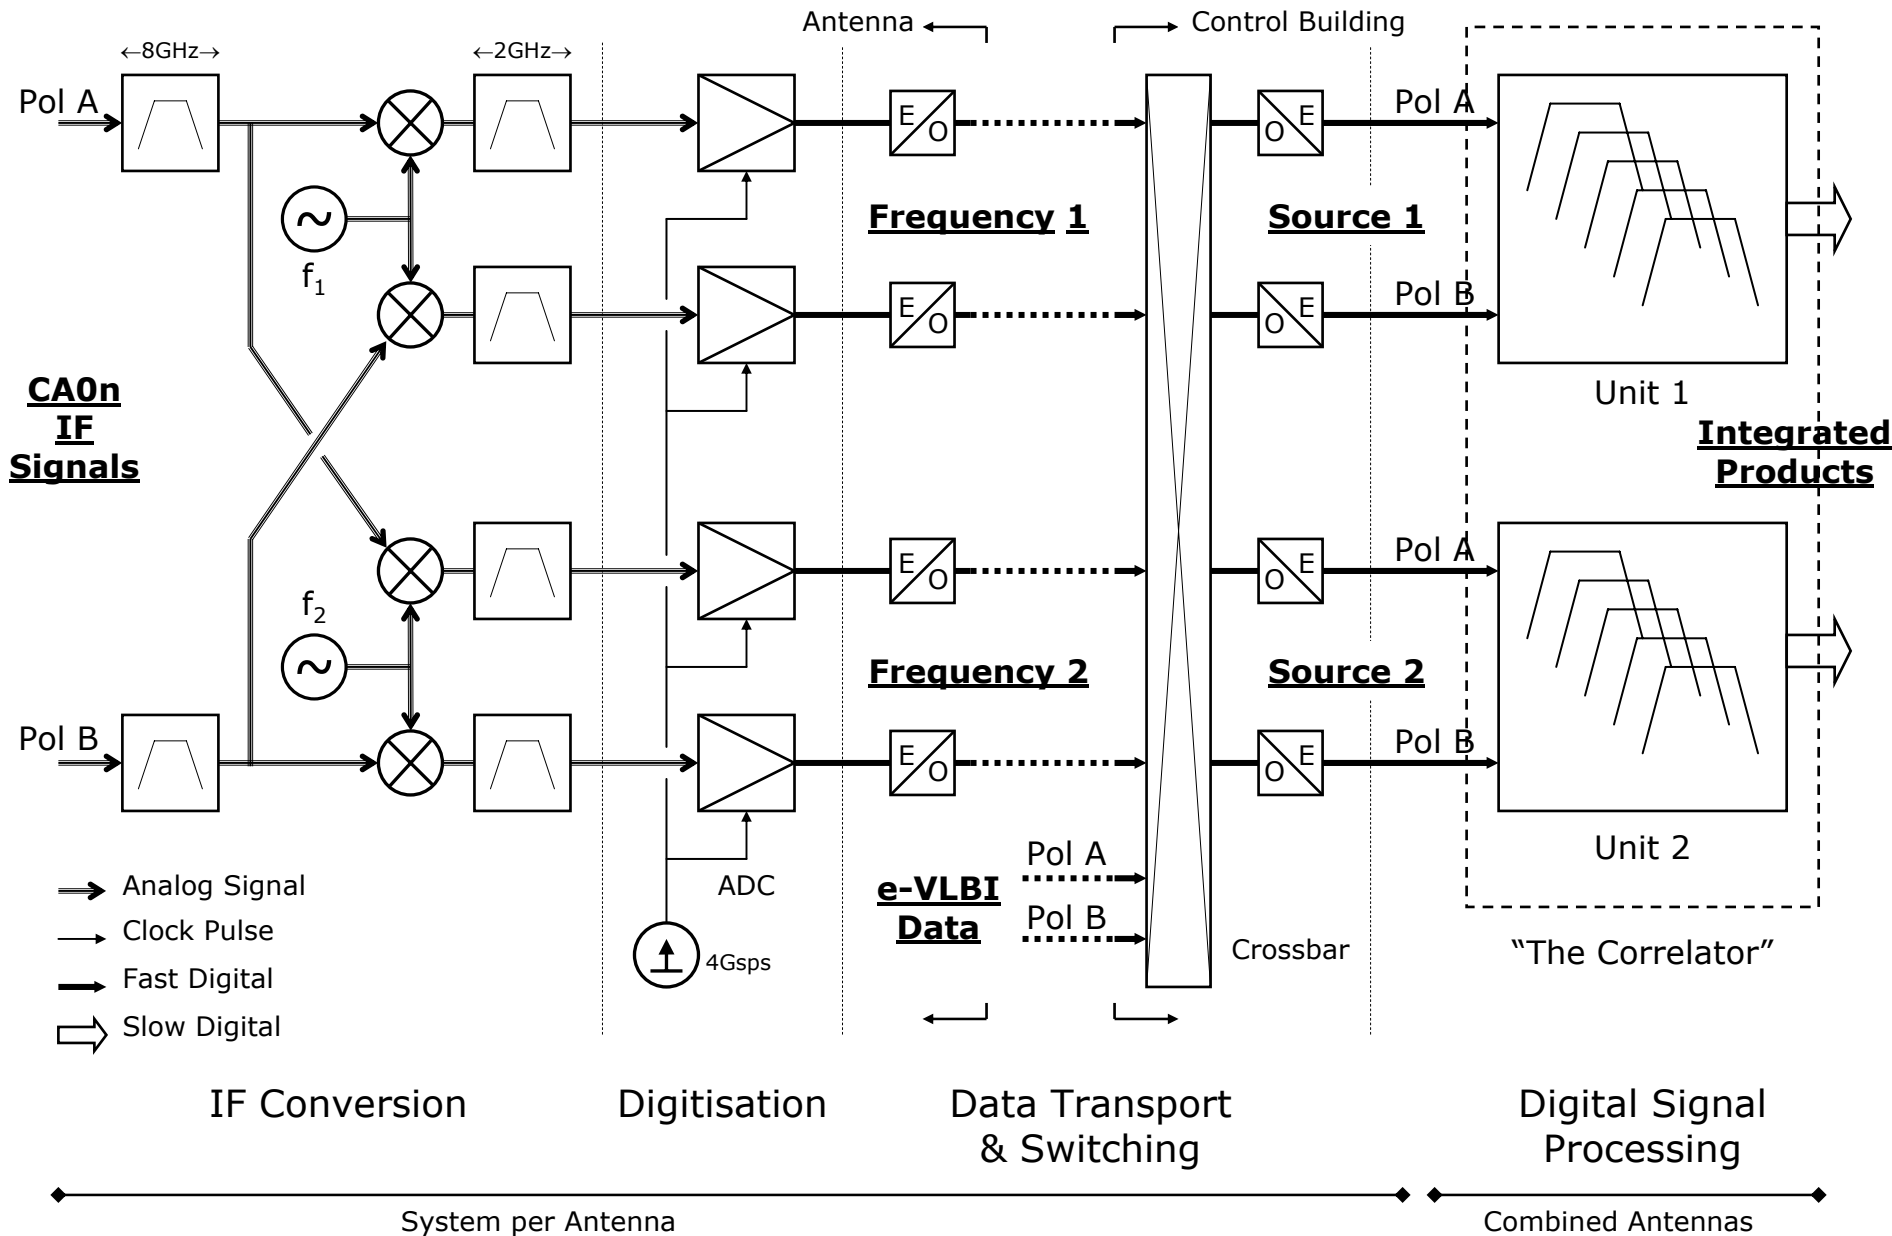 Antenna
Control Building
←8GHz→
←2GHz→
Pol A
E
O
O
E
Pol A
f1
Frequency 1
Source 1
E
O
O
E
Pol B
Unit 1
CA0n
IF
Signals
Integrated
Products
E
O
O
E
Pol A
f2
Frequency 2
Source 2
Pol B
E
O
O
E
Pol B
Unit 2
Pol A
Analog Signal
ADC
e-VLBI
Data
Pol B
Clock Pulse
4Gsps
Crossbar
“The Correlator”
Fast Digital
Slow Digital
IF Conversion
Digitisation
Data Transport
& Switching
Digital Signal
Processing
System per Antenna
Combined Antennas